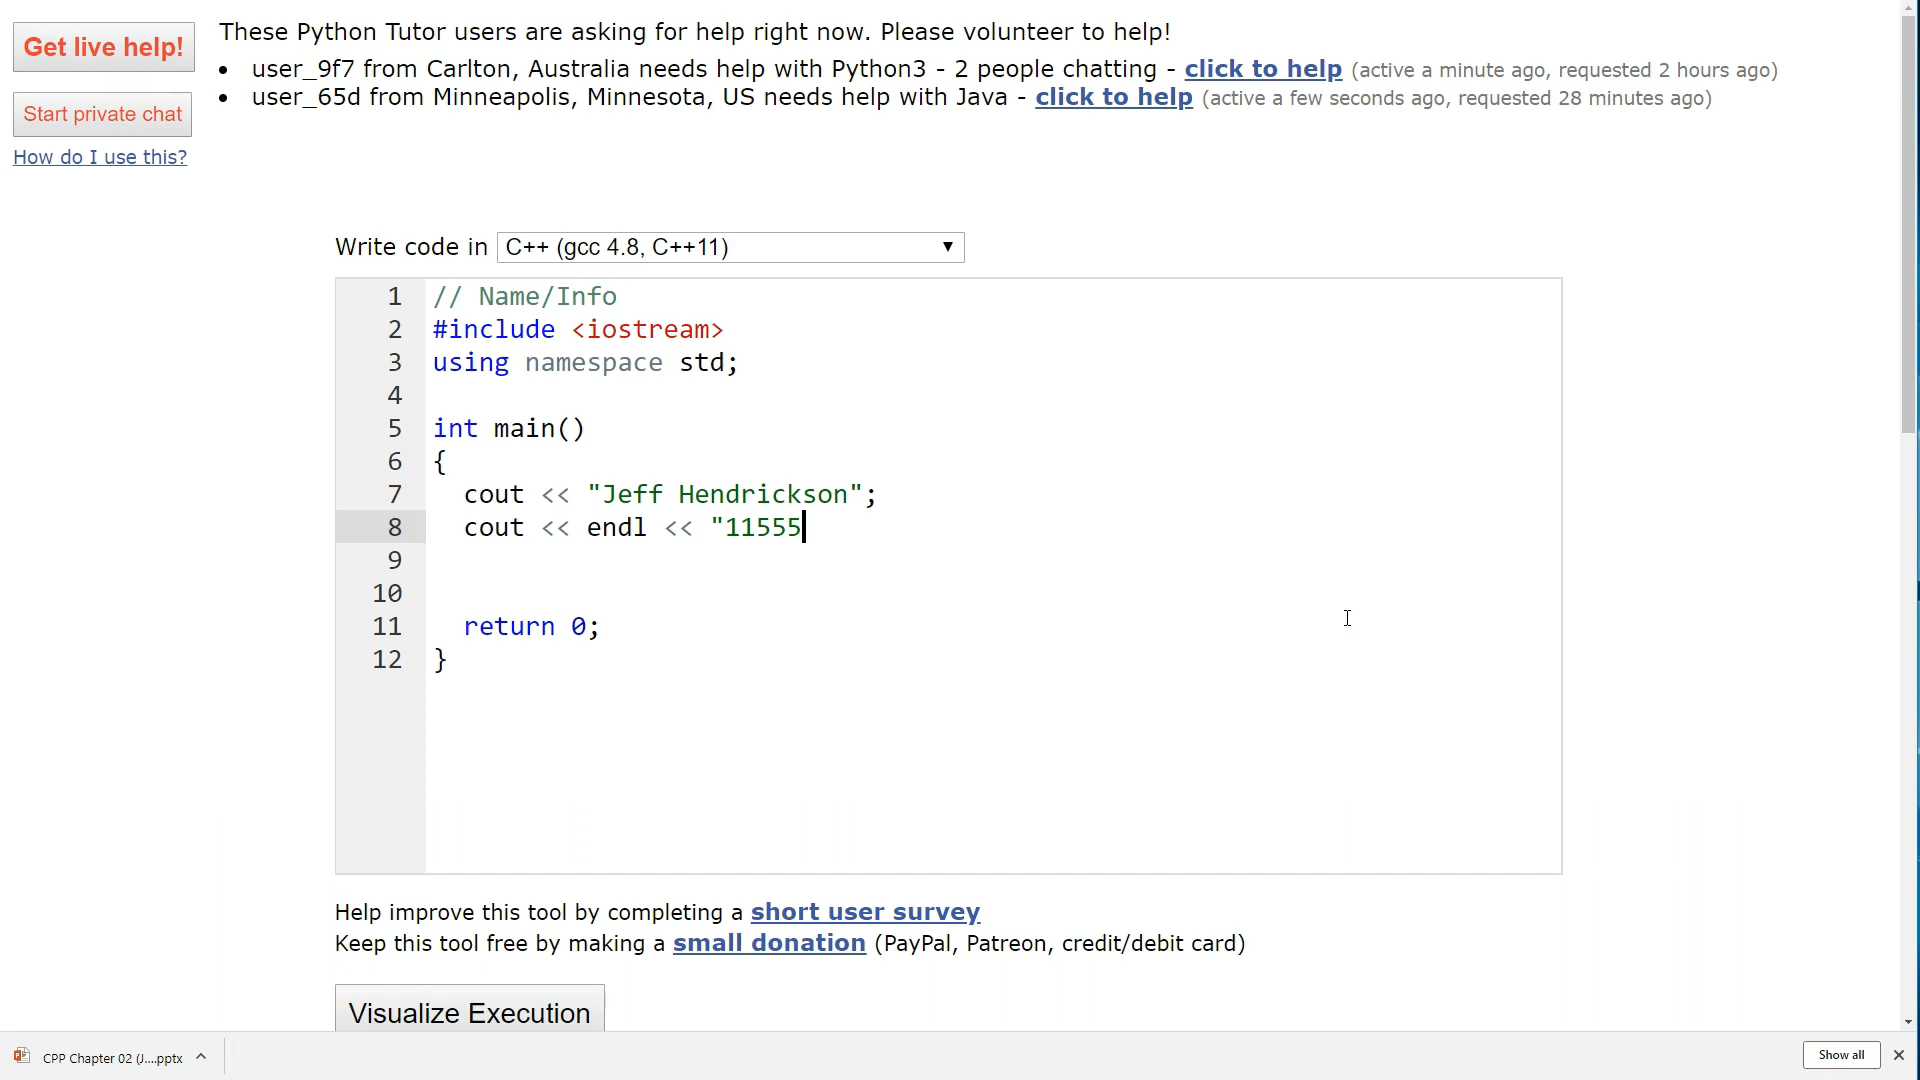 Get live help!
Start private chat
How do I use this?
These Python Tutor users are asking for help right now. Please volunteer to help!
• user_9f7 from Carlton, Australia needs help with Python3 - 2 people chatting - click to help (active a minute ago, requested 2 hours ago)
• user_65d from Minneapolis, Minnesota, US needs help with Java - click to help (active a few seconds ago, requested 28 minutes ago)
Write code in C++ (gcc 4.8, C++11)
1 // Name/Info
2 #include <iostream>
3 using namespace std;
4
5 int main()
6 {
7 cout << "Jeff Hendrickson";
8 cout << endl << "11555
9
10
11 return 0;
12 }
Help improve this tool by completing a short user survey
Keep this tool free by making a small donation (PayPal, Patreon, credit/debit card)
Visualize Execution
CPP Chapter 02 (J....pptx
Show all